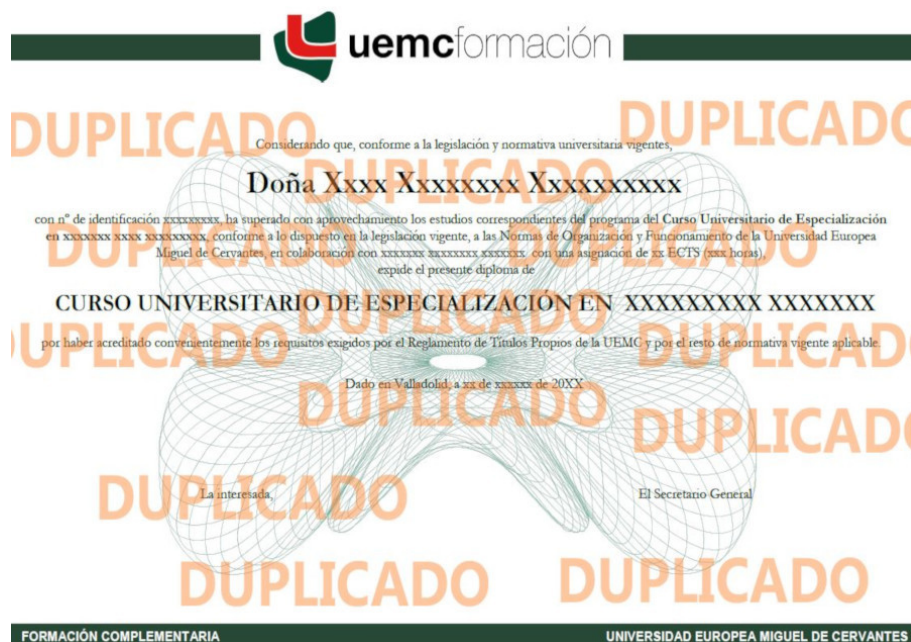 uemcformación
DUPLICADO
DUPLICADO
Considerando que, conforme a la legislación y normativa universitaria vigentes,
DUPLICADO
Doña Xxxx Xxxxxxxx Xxxxxxxxxx
con nº de identificación xxxxxxxxx, ha superado con aprovechamiento los estudios correspondientes del programa del Curso Universitario de Especialización
en xxxxxxx xxxx xxxxxxxxx, conforme a lo dispuesto en la legislación vigente, a las Normas de Organización y Funcionamiento de la Universidad Europea
DUPLICADO
DUPLICADO
Miguel de Cervantes, en colaboración con xxxxxxx xxxxxxxx xxxxxxx, con una asignación de xx ECTS (xxx horas),
expide el presente diploma de
CURSO UNIVERSITARIO DE ESPECIALIZACIÓN EN XXXXXXXXX XXXXXXX
DUPLICADO
UPLICADO
DUPLICAD
por haber acreditado convenientemente los requisitos exigidos por el Reglamento de Títulos Propios de la UEMC y por el resto de normativa vigente aplicable.
Dado en Valladolid, a xx de xxxxxx de 20XX
DUPLICADO
DUPLICADO
La interesada,
El Secretario General
DUPLICADO
DUPLICADO
DUPLICADO
FORMACIÓN COMPLEMENTARIA
UNIVERSIDAD EUROPEA MIGUEL DE CERVANTES